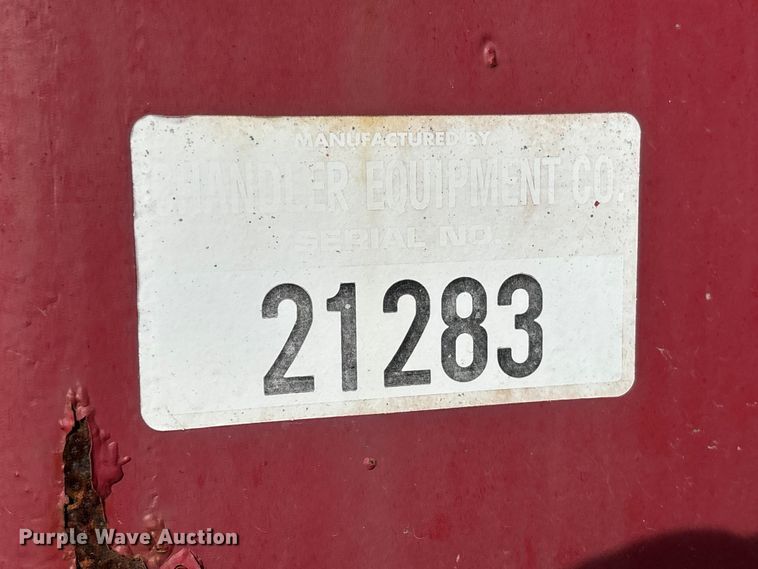 MANUFACTURED BY
CHANDLER EQUIPMENT CO.
SERIAL NO.
21283
Purple Wave Auction